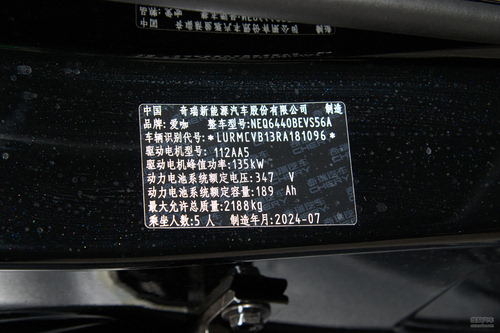 中国 奇瑞新能源汽车股份有限公司 制造
品牌:爱咖 整车型号:NEQ6440BEVS56A
车辆识别代号:*LURMCVB13RA181096*
驱动电机型号:112AA5
驱动电机峰值功率:135kW
动力电池系统额定电压:347 V
动力电池系统额定容量:189 Ah
最大允许总质量:2188kg
乘坐人数:5 人 制造年月:2024-07